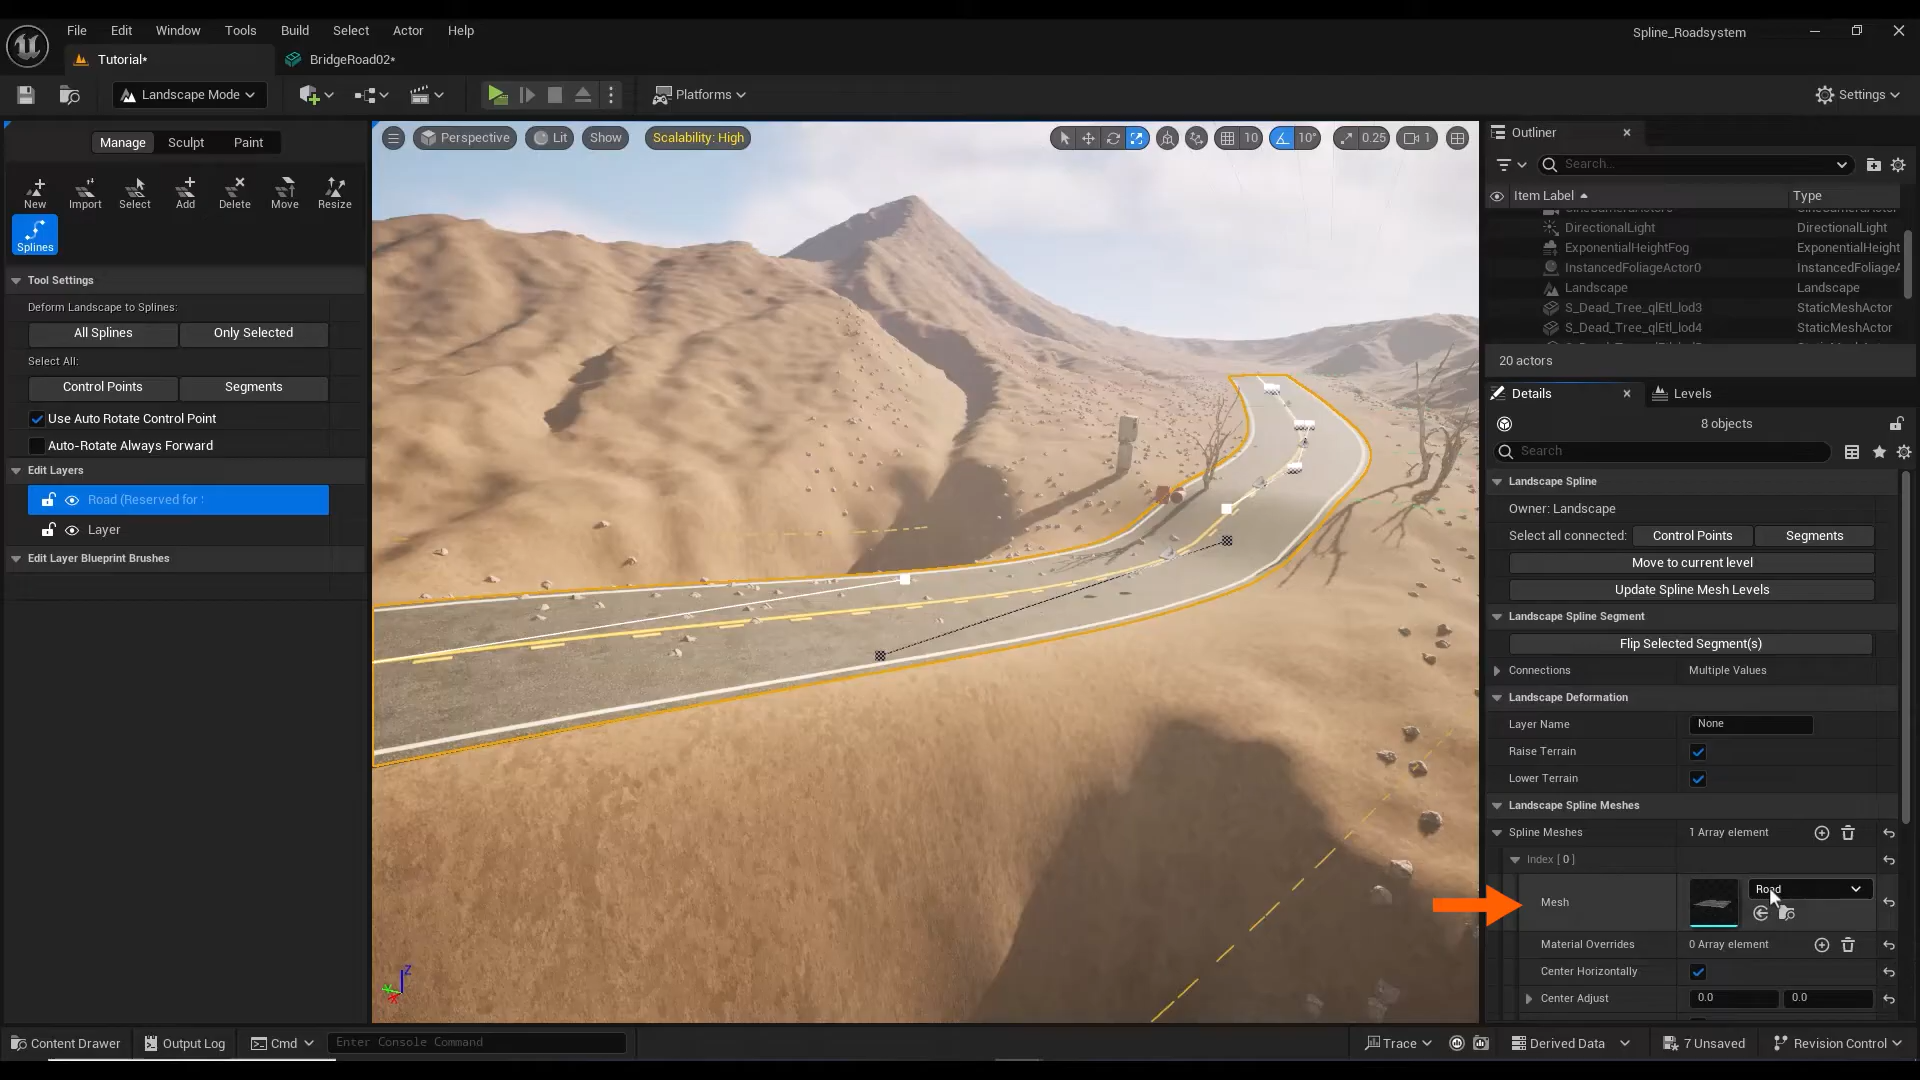 File Edit Window Tools Build Select Actor Help
Spline_Roadsystem
Tutorial*
BridgeRoad02*
Landscape Mode
Platforms
Settings
Manage Sculpt Paint
New Import Select Add Delete Move Resize
Splines
Tool Settings
Deform Landscape to Splines:
All Splines Only Selected
Select All:
Control Points Segments
Use Auto Rotate Control Point
Auto-Rotate Always Forward
Edit Layers
Road (Reserved for
Layer
Edit Layer Blueprint Brushes
Perspective Lit Show Scalability: High
10 10° 0.25 1
Z
Outliner
Search...
Item Label Type
DirectionalLight DirectionalLight
ExponentialHeightFog ExponentialHeight
InstancedFoliageActor0 InstancedFoliageA
Landscape Landscape
S_Dead_Tree_qlEtl_lod3 StaticMeshActor
S_Dead_Tree_qlEtl_lod4 StaticMeshActor
20 actors
Details Levels
8 objects
Search
Landscape Spline
Owner: Landscape
Select all connected: Control Points Segments
Move to current level
Update Spline Mesh Levels
Landscape Spline Segment
Flip Selected Segment(s)
Connections Multiple Values
Landscape Deformation
Layer Name None
Raise Terrain
Lower Terrain
Landscape Spline Meshes
Spline Meshes 1 Array element
Index [ 0 ]
Mesh Road
Material Overrides 0 Array element
Center Horizontally
Center Adjust 0.0 0.0
Content Drawer Output Log Cmd Enter Console Command
Trace Derived Data 7 Unsaved Revision Control